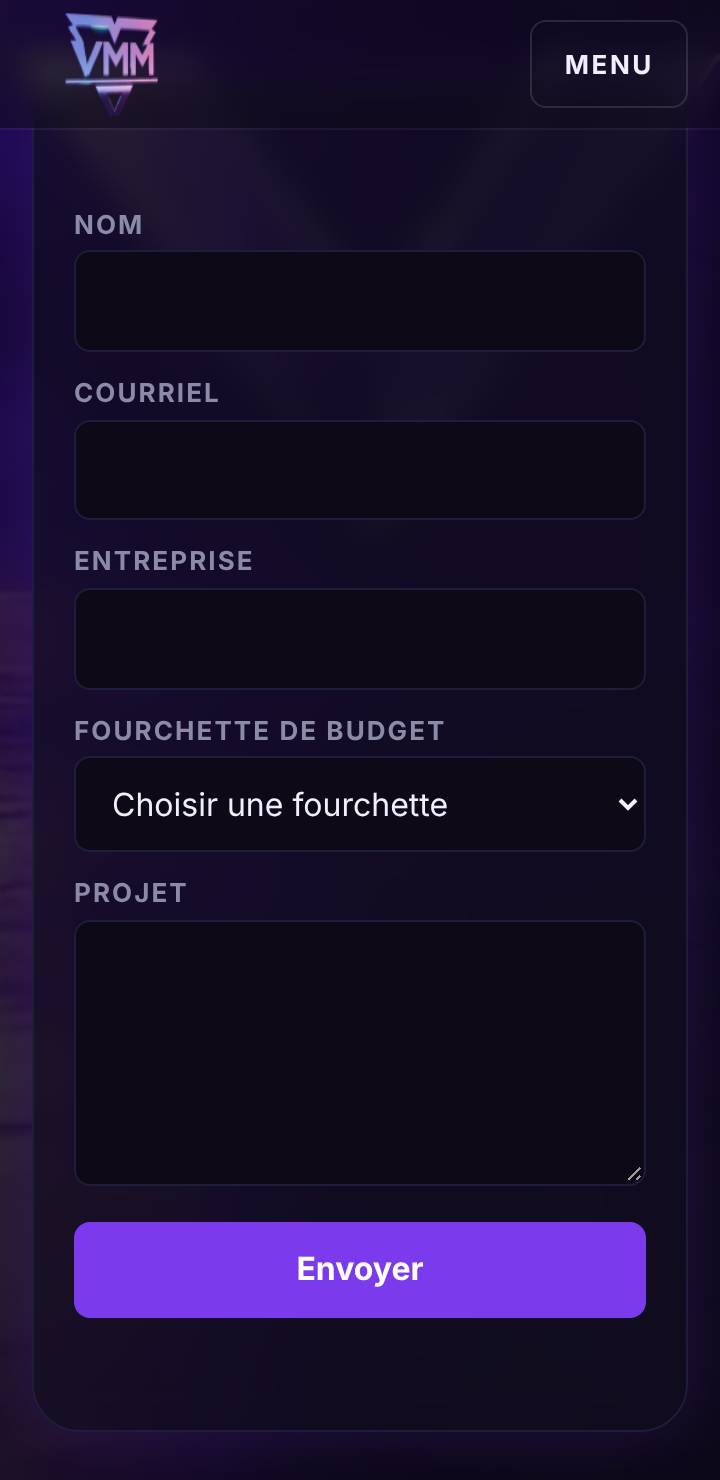 VMM
MENU
NOM
COURRIEL
ENTREPRISE
FOURCHETTE DE BUDGET
Choisir une fourchette
PROJET
Envoyer